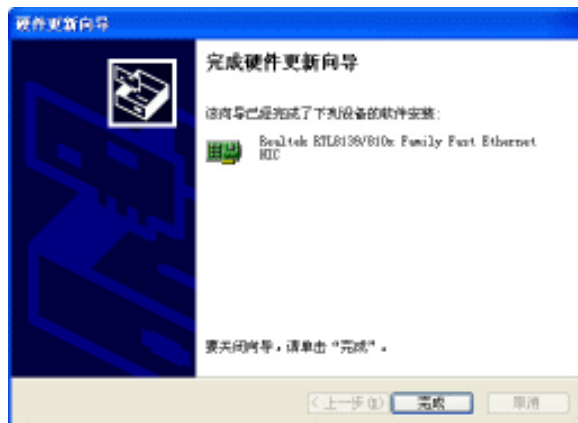 硬件更新向导
完成硬件更新向导
该向导已经完成了下列设备的软件安装:
Realtek RTL8139/810x Family Fast Ethernet
NIC
要关闭向导，请单击“完成”。
<上一步(B)
完成
取消